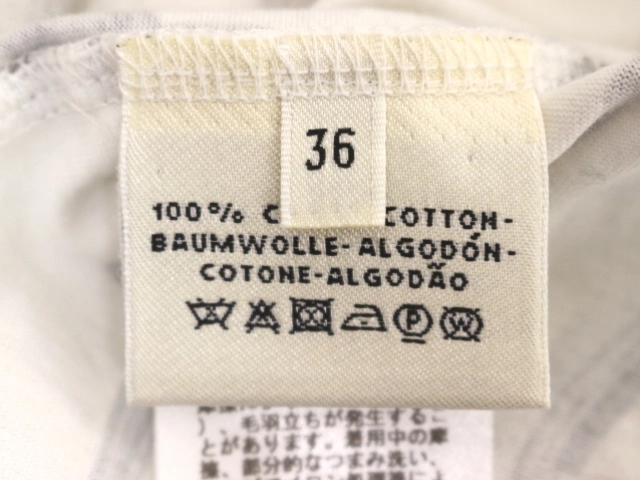 36
100% C COTTON-
BAUMWOLLE-ALGODÓN-
COTONE-ALGODÃO
P W
)、毛羽立ちが発生するこ
とがあります。着用中の摩
擦、部分的なつまみ洗い、